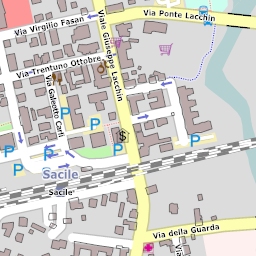 Via Ponte Lacchin
Via Virgilio Fasan
Viale Giuseppe Lacchin
Via Trentuno Ottobre
Via Galeotto Carli
P
P
P
P
P
$
Sacile
Sacile
P
Via della Guarda